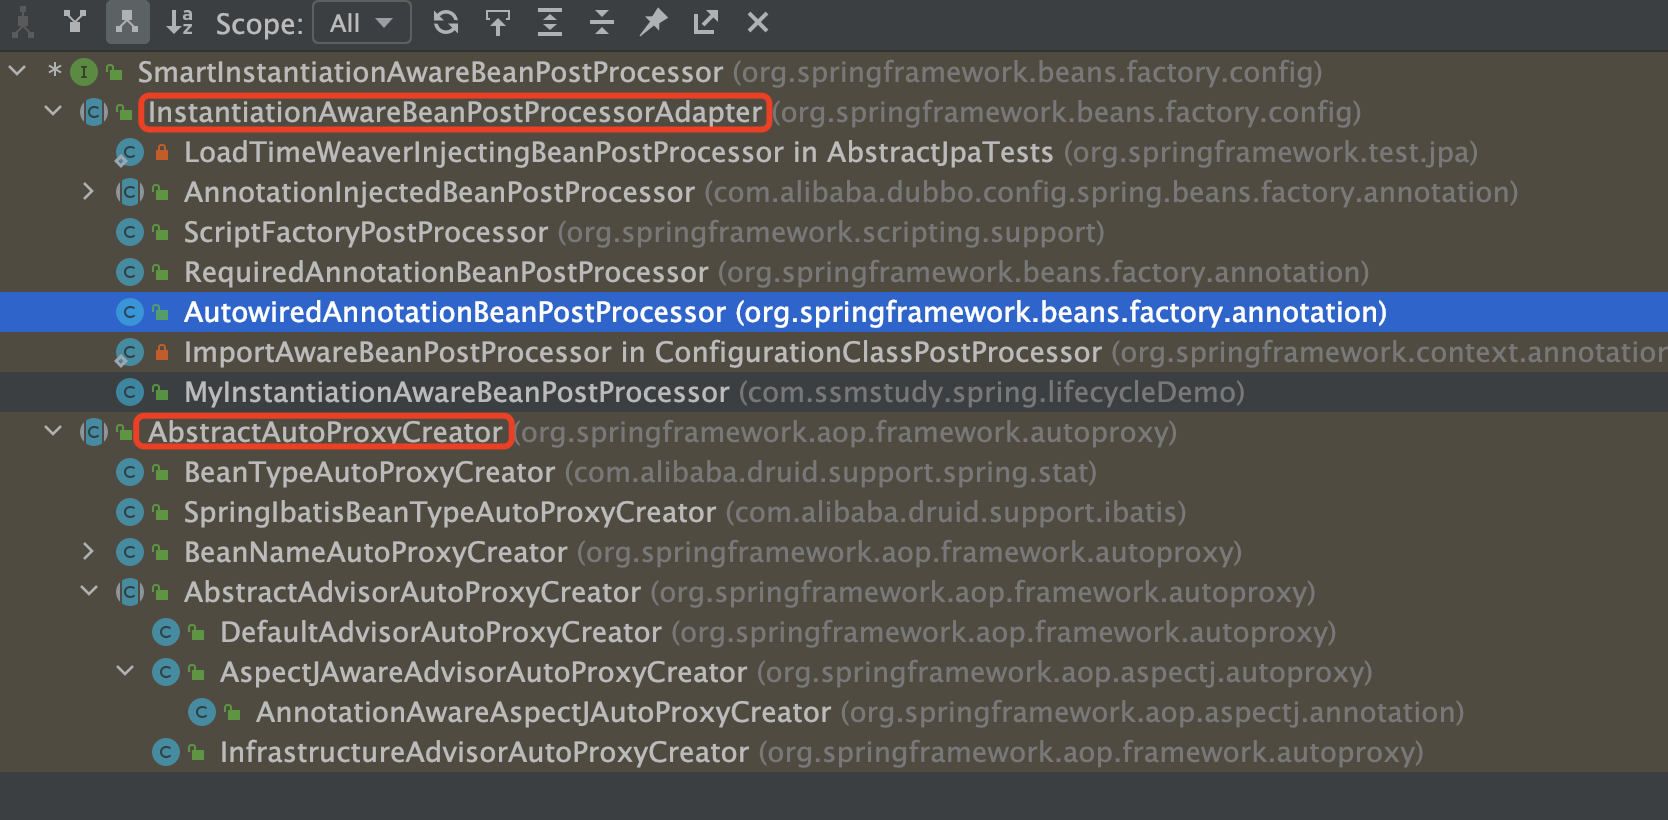 Scope: All
* SmartInstantiationAwareBeanPostProcessor (org.springframework.beans.factory.config)
InstantiationAwareBeanPostProcessorAdapter (org.springframework.beans.factory.config)
LoadTimeWeaverInjectingBeanPostProcessor in AbstractJpaTests (org.springframework.test.jpa)
AnnotationInjectedBeanPostProcessor (com.alibaba.dubbo.config.spring.beans.factory.annotation)
ScriptFactoryPostProcessor (org.springframework.scripting.support)
RequiredAnnotationBeanPostProcessor (org.springframework.beans.factory.annotation)
AutowiredAnnotationBeanPostProcessor (org.springframework.beans.factory.annotation)
ImportAwareBeanPostProcessor in ConfigurationClassPostProcessor (org.springframework.context.annotation
MyInstantiationAwareBeanPostProcessor (com.ssmstudy.spring.lifecycleDemo)
AbstractAutoProxyCreator (org.springframework.aop.framework.autoproxy)
BeanTypeAutoProxyCreator (com.alibaba.druid.support.spring.stat)
SpringIbatisBeanTypeAutoProxyCreator (com.alibaba.druid.support.ibatis)
BeanNameAutoProxyCreator (org.springframework.aop.framework.autoproxy)
AbstractAdvisorAutoProxyCreator (org.springframework.aop.framework.autoproxy)
DefaultAdvisorAutoProxyCreator (org.springframework.aop.framework.autoproxy)
AspectJAwareAdvisorAutoProxyCreator (org.springframework.aop.aspectj.autoproxy)
AnnotationAwareAspectJAutoProxyCreator (org.springframework.aop.aspectj.annotation)
InfrastructureAdvisorAutoProxyCreator (org.springframework.aop.framework.autoproxy)